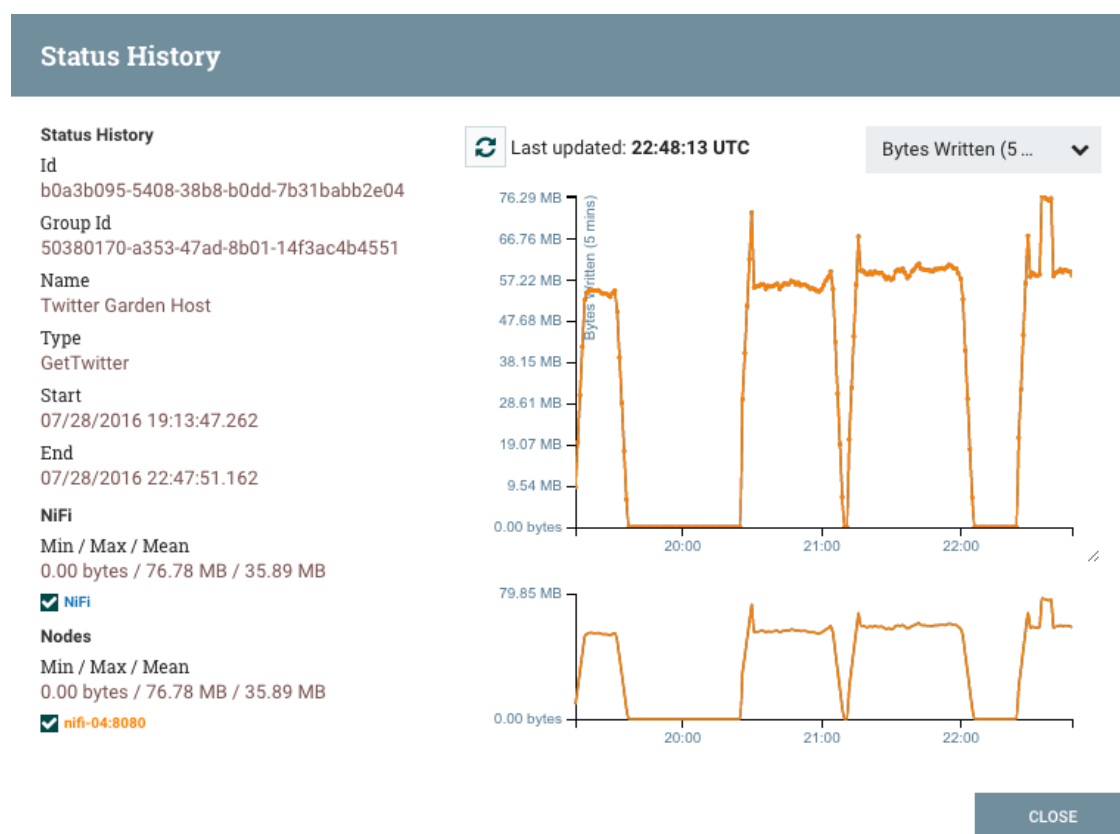 Status History
Status History
Id
b0a3b095-5408-38b8-b0dd-7b31babb2e04
Group Id
50380170-a353-47ad-8b01-14f3ac4b4551
Name
Twitter Garden Host
Type
GetTwitter
Start
07/28/2016 19:13:47.262
End
07/28/2016 22:47:51.162
NiFi
Min / Max / Mean
0.00 bytes / 76.78 MB / 35.89 MB
NiFi
Nodes
Min / Max / Mean
0.00 bytes / 76.78 MB / 35.89 MB
nifi-04:8080
Last updated: 22:48:13 UTC
Bytes Written (5 ...
76.29 MB
66.76 MB
57.22 MB
47.68 MB
38.15 MB
28.61 MB
19.07 MB
9.54 MB
0.00 bytes
Bytes Written (5 mins)
20:00 21:00 22:00
79.85 MB
0.00 bytes
20:00 21:00 22:00
CLOSE